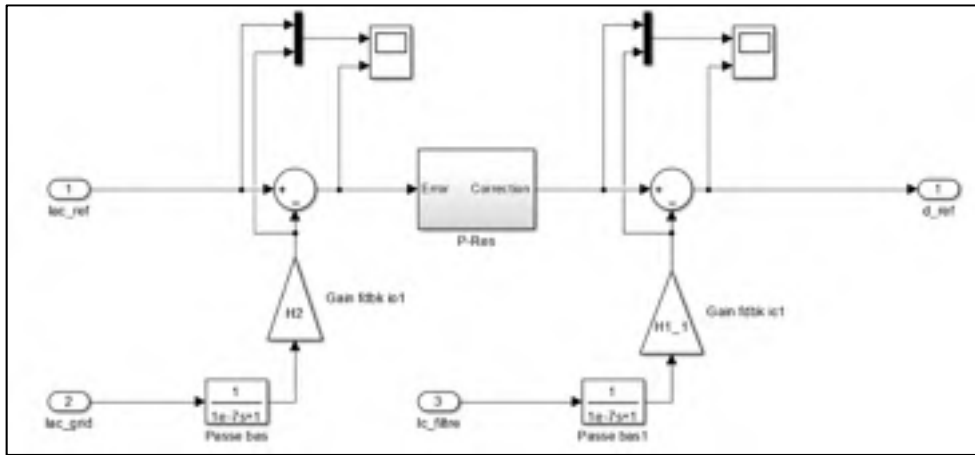 1
Iac_ref
+
−
Error
Correction
P-Res
+
−
1
d_ref
H2
Gain fdbk ic1
H1_1
Gain fdbk ic1
2
Iac_grid
1
1e-7s+1
Passe bas
3
Ic_filtre
1
1e-7s+1
Passe bas1